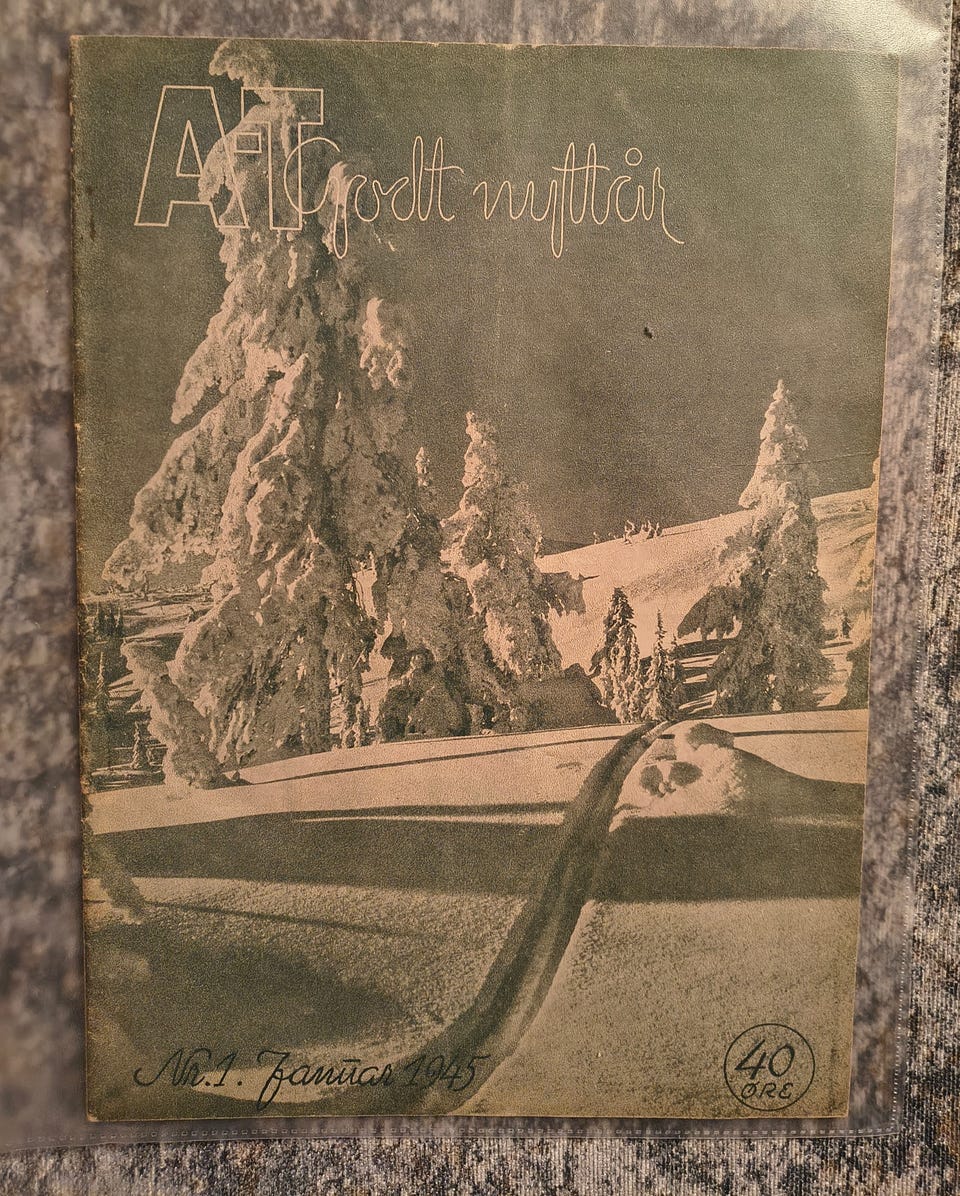 AT
Godt nyttår
Nr. 1. Januar 1945
40
ØRE